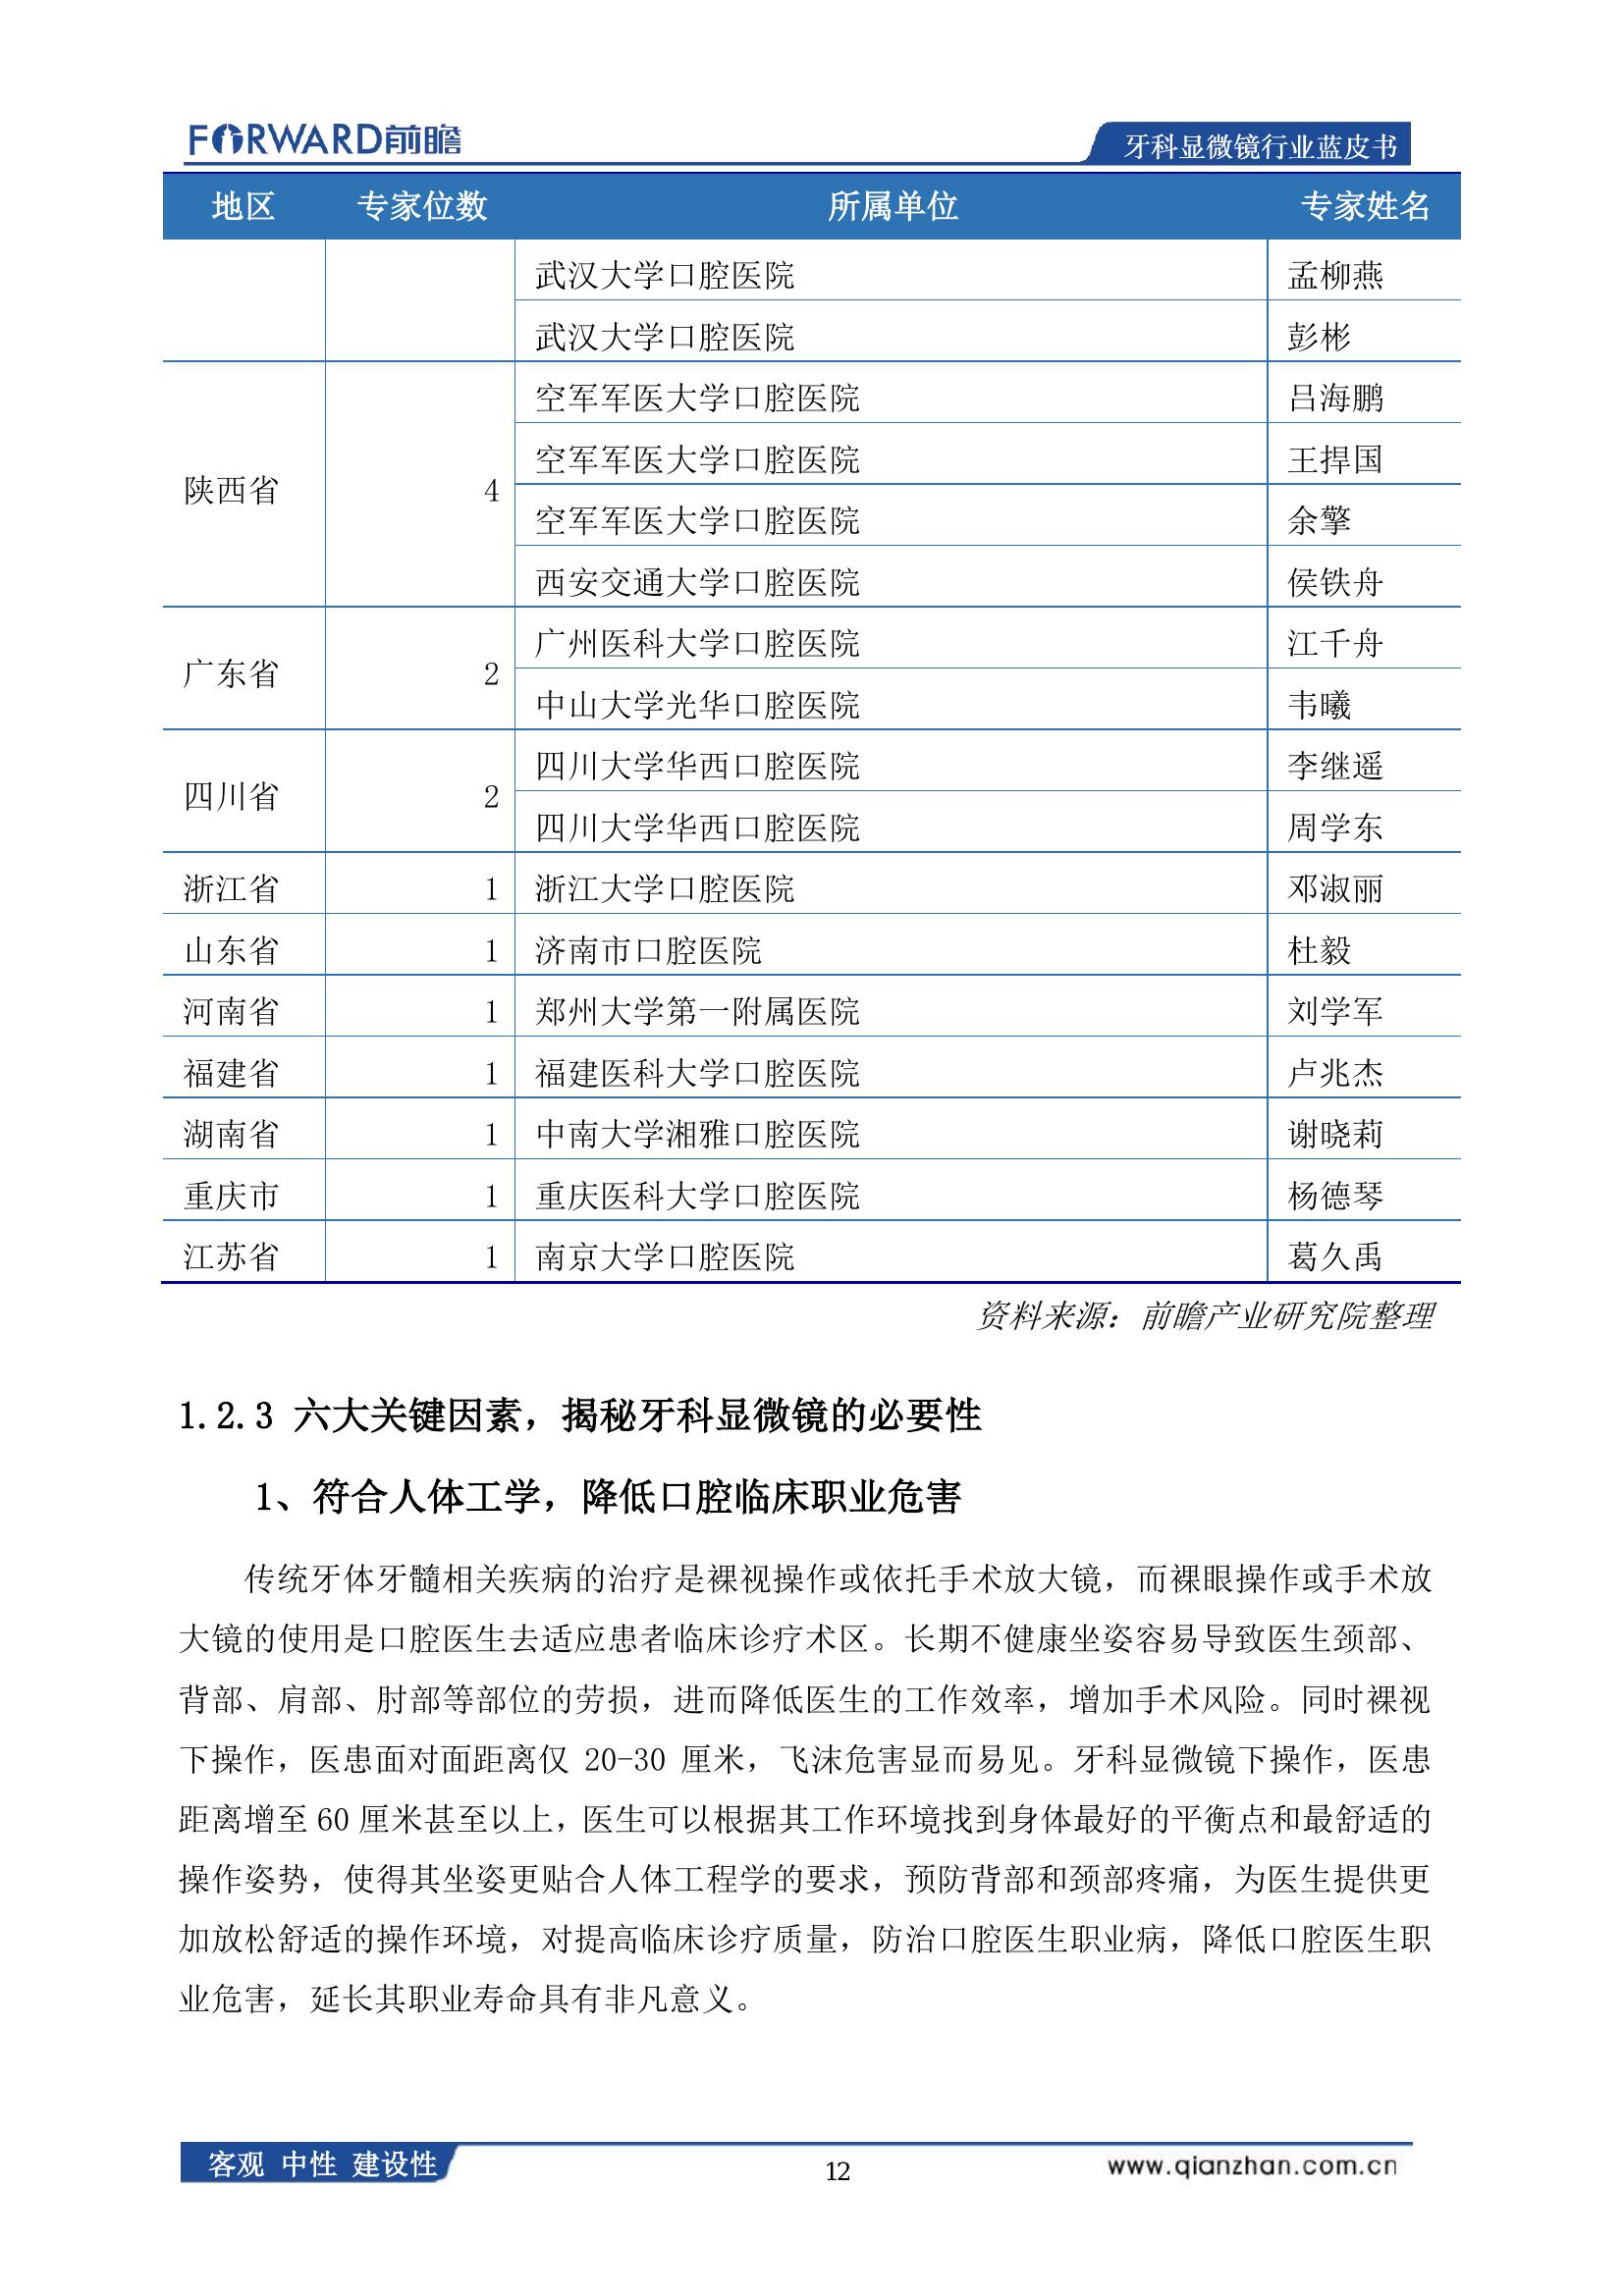 FORWARD前瞻
牙科显微镜行业蓝皮书
地区 专家位数 所属单位 专家姓名
武汉大学口腔医院 孟柳燕
武汉大学口腔医院 彭彬
陕西省 4 空军军医大学口腔医院 吕海鹏
空军军医大学口腔医院 王捍国
空军军医大学口腔医院 余擎
西安交通大学口腔医院 侯铁舟
广东省 2 广州医科大学口腔医院 江千舟
中山大学光华口腔医院 韦曦
四川省 2 四川大学华西口腔医院 李继遥
四川大学华西口腔医院 周学东
浙江省 1 浙江大学口腔医院 邓淑丽
山东省 1 济南市口腔医院 杜毅
河南省 1 郑州大学第一附属医院 刘学军
福建省 1 福建医科大学口腔医院 卢兆杰
湖南省 1 中南大学湘雅口腔医院 谢晓莉
重庆市 1 重庆医科大学口腔医院 杨德琴
江苏省 1 南京大学口腔医院 葛久禹
资料来源：前瞻产业研究院整理
1.2.3 六大关键因素，揭秘牙科显微镜的必要性
1、符合人体工学，降低口腔临床职业危害
传统牙体牙髓相关疾病的治疗是裸视操作或依托手术放大镜，而裸眼操作或手术放
大镜的使用是口腔医生去适应患者临床诊疗术区。长期不健康坐姿容易导致医生颈部、
背部、肩部、肘部等部位的劳损，进而降低医生的工作效率，增加手术风险。同时裸视
下操作，医患面对面距离仅 20-30 厘米，飞沫危害显而易见。牙科显微镜下操作，医患
距离增至 60 厘米甚至以上，医生可以根据其工作环境找到身体最好的平衡点和最舒适的
操作姿势，使得其坐姿更贴合人体工程学的要求，预防背部和颈部疼痛，为医生提供更
加放松舒适的操作环境，对提高临床诊疗质量，防治口腔医生职业病，降低口腔医生职
业危害，延长其职业寿命具有非凡意义。
客观 中性 建设性
12
www.qianzhan.com.cn